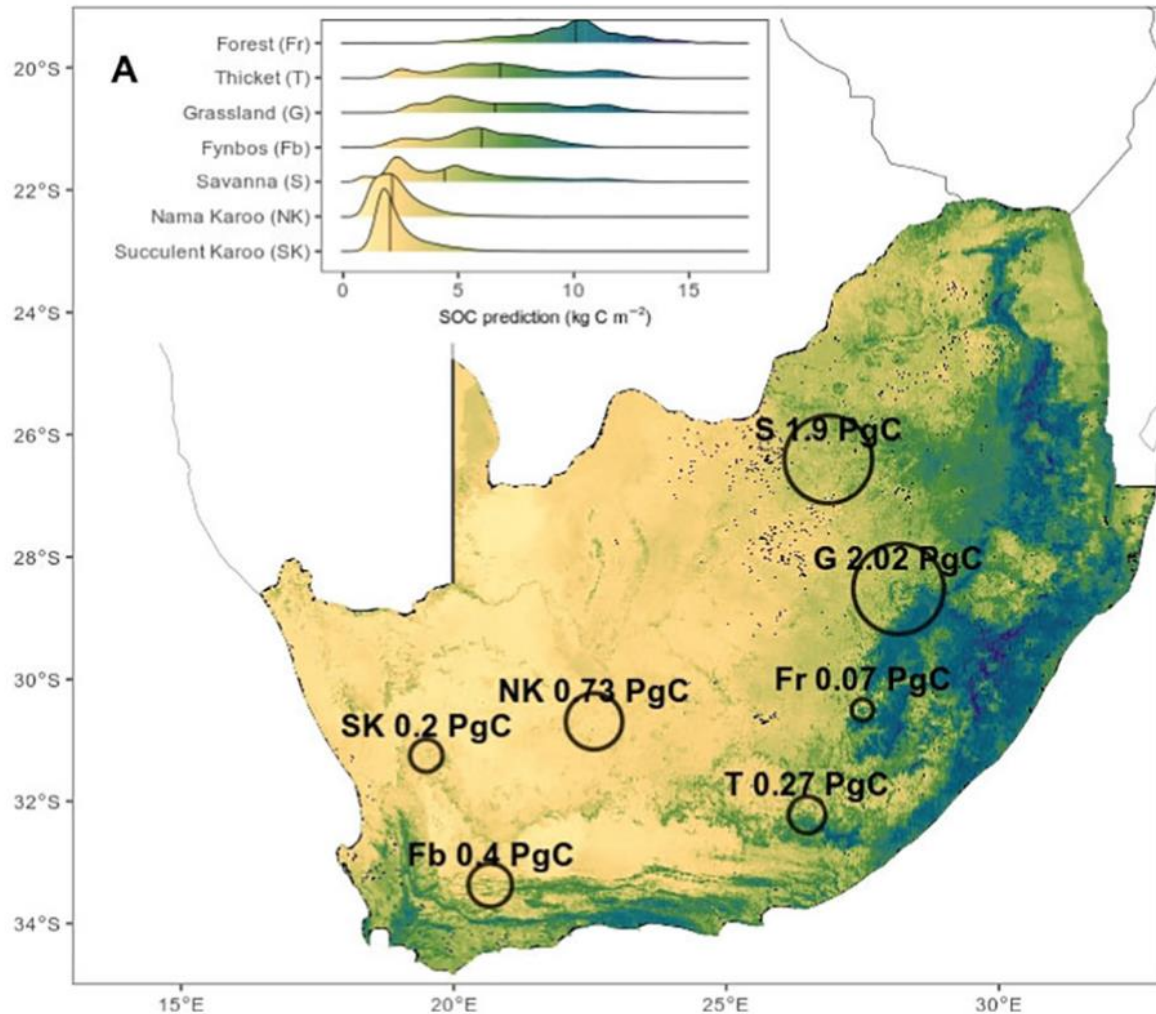 A
Forest (Fr)
Thicket (T)
Grassland (G)
Fynbos (Fb)
Savanna (S)
Nama Karoo (NK)
Succulent Karoo (SK)
0 5 10 15
SOC prediction (kg C m⁻²)
20°S
22°S
24°S
26°S
28°S
30°S
32°S
34°S
S 1.9 PgC
G 2.02 PgC
Fr 0.07 PgC
NK 0.73 PgC
SK 0.2 PgC
T 0.27 PgC
Fb 0.4 PgC
15°E 20°E 25°E 30°E